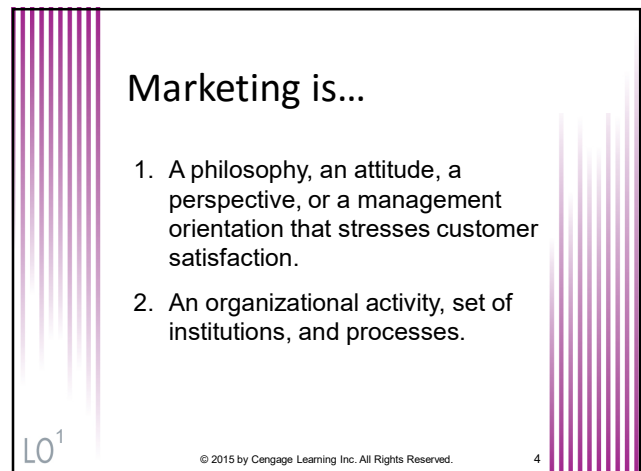 Marketing is…
1. A philosophy, an attitude, a
perspective, or a management
orientation that stresses customer
satisfaction.
2. An organizational activity, set of
institutions, and processes.
LO1
© 2015 by Cengage Learning Inc. All Rights Reserved. 4